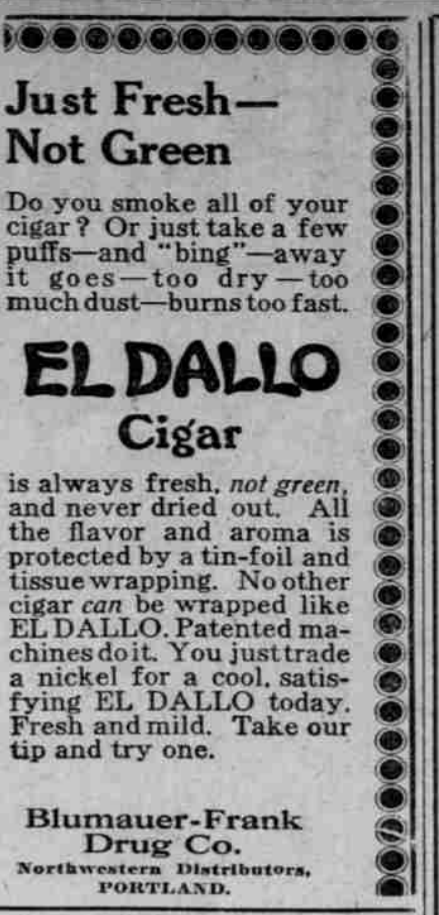 Just Fresh—
Not Green
Do you smoke all of your
cigar? Or just take a few
puffs—and "bing"—away
it goes—too dry—too
much dust—burns too fast.
EL DALLO
Cigar
is always fresh, not green,
and never dried out. All
the flavor and aroma is
protected by a tin-foil and
tissue wrapping. No other
cigar can be wrapped like
EL DALLO. Patented ma-
chines do it. You just trade
a nickel for a cool, satis-
fying EL DALLO today.
Fresh and mild. Take our
tip and try one.
Blumauer-Frank
Drug Co.
Northwestern Distributors,
PORTLAND.